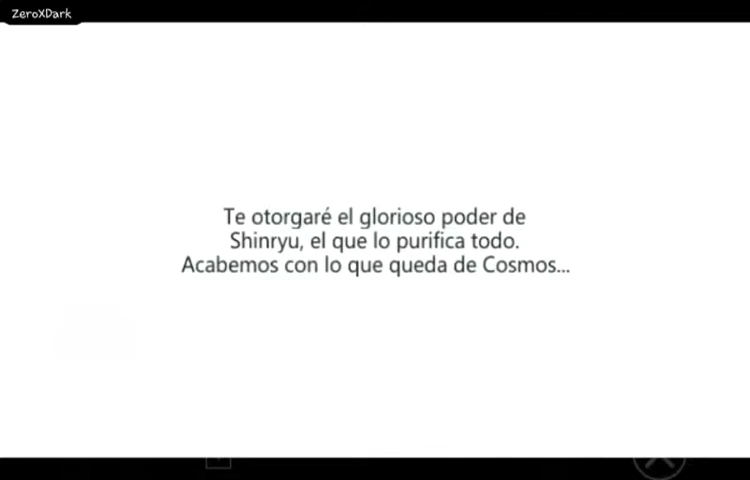 ZeroXDark
Te otorgaré el glorioso poder de
Shinryu, el que lo purifica todo.
Acabemos con lo que queda de Cosmos...